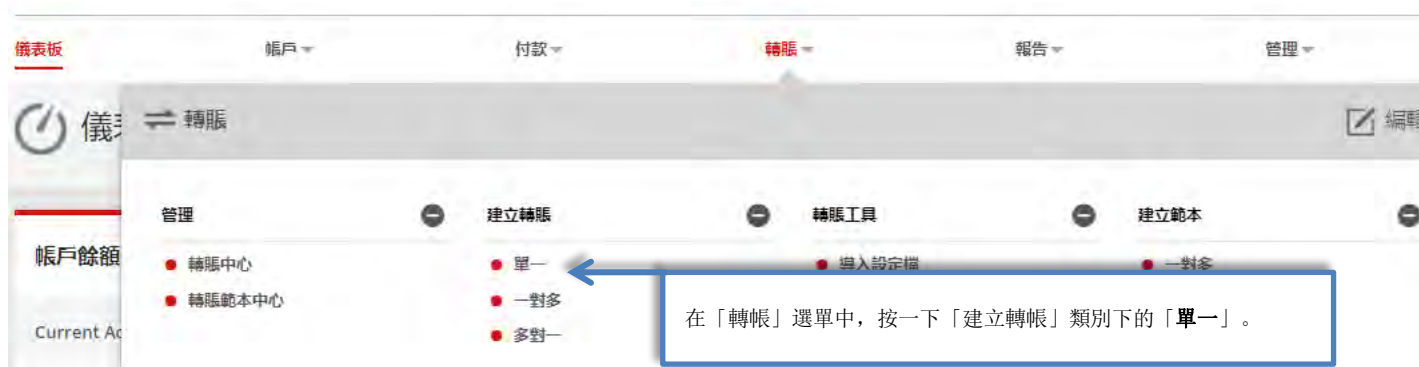 儀表板 帳戶 付款 轉賬 報告 管理
儀表 轉賬 編輯
管理 建立轉賬 轉賬工具 建立範本
帳戶餘額 轉賬中心 單一 導入設定檔 一對多
轉賬範本中心 一對多
Current Ac 多對一
在「轉帳」選單中，按一下「建立轉帳」類別下的「單一」。